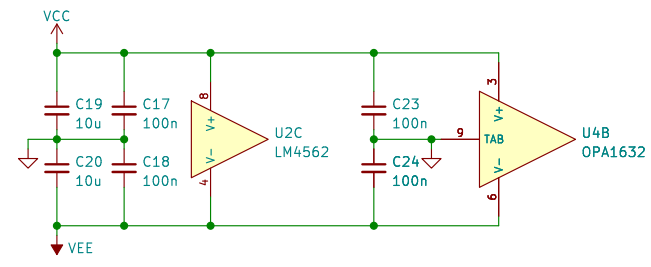 VCC
C19
10u
C17
100n
8
V+
V-
4
U2C
LM4562
C23
100n
3
V+
9
TAB
V-
6
U4B
OPA1632
C20
10u
C18
100n
C24
100n
VEE